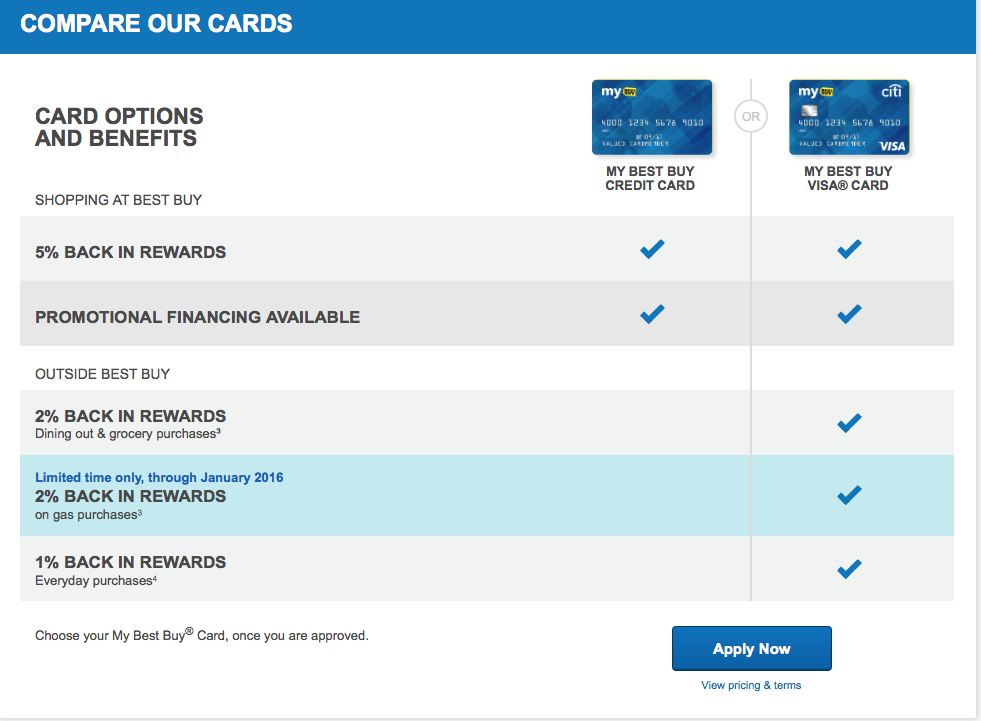 COMPARE OUR CARDS
CARD OPTIONS
AND BENEFITS
my BEST BUY
4000 1234 5678 9010
VALUED CARDMEMBER
MY BEST BUY
CREDIT CARD
OR
my BEST BUY
citi
4000 1234 5678 9010
VALUED CARDMEMBER
VISA
MY BEST BUY
VISA® CARD
SHOPPING AT BEST BUY
5% BACK IN REWARDS
PROMOTIONAL FINANCING AVAILABLE
OUTSIDE BEST BUY
2% BACK IN REWARDS
Dining out & grocery purchases³
Limited time only, through January 2016
2% BACK IN REWARDS
on gas purchases³
1% BACK IN REWARDS
Everyday purchases⁴
Choose your My Best Buy® Card, once you are approved.
Apply Now
View pricing & terms